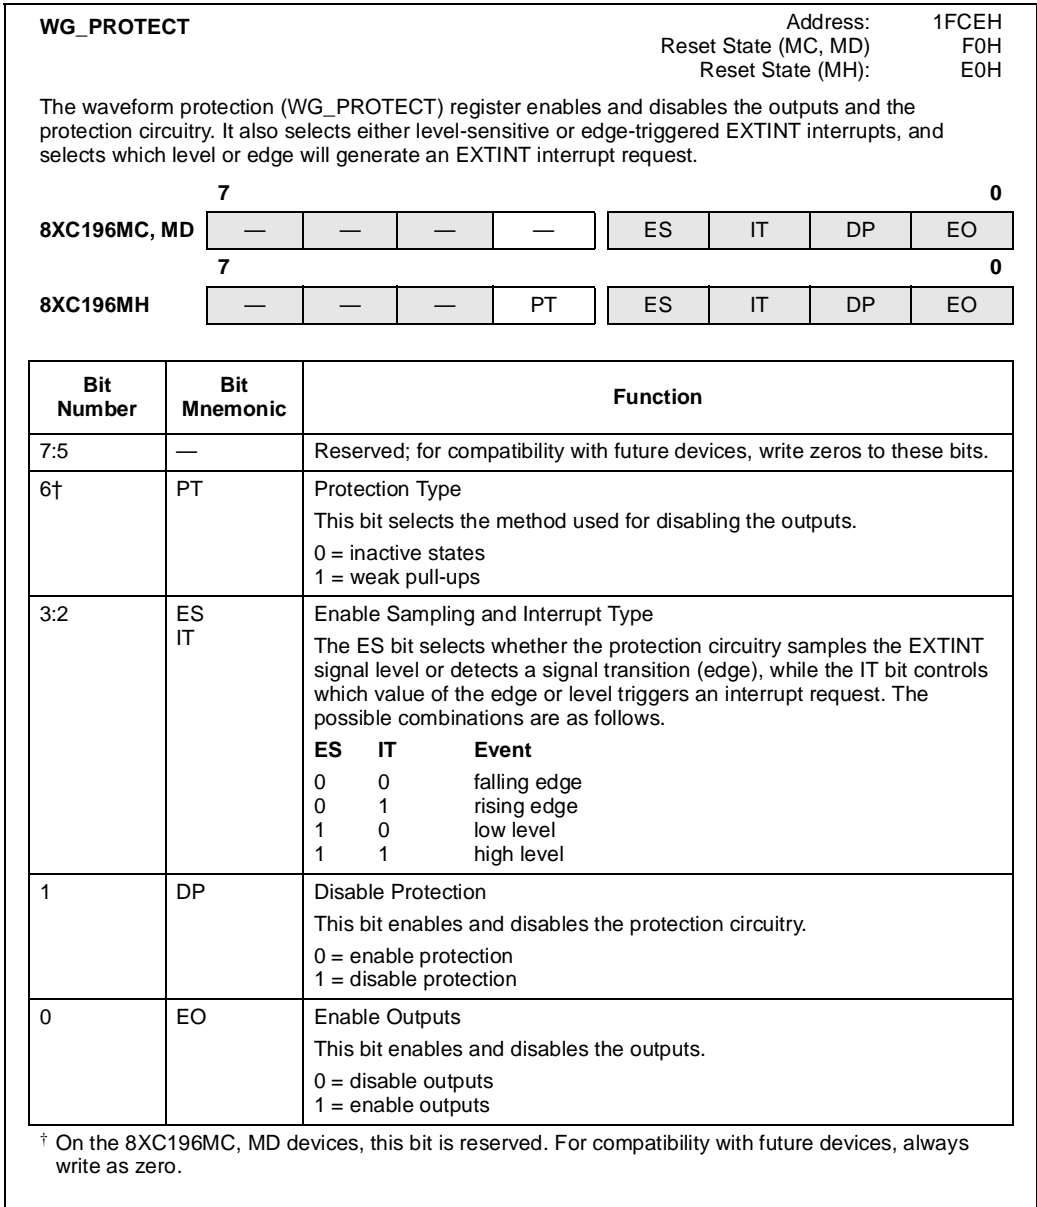 WG_PROTECT
Address: 1FCEH
Reset State (MC, MD) F0H
Reset State (MH): E0H
The waveform protection (WG_PROTECT) register enables and disables the outputs and the
protection circuitry. It also selects either level-sensitive or edge-triggered EXTINT interrupts, and
selects which level or edge will generate an EXTINT interrupt request.
7 0
8XC196MC, MD — — — — ES IT DP EO
7 0
8XC196MH — — — PT ES IT DP EO
Bit Number Bit Mnemonic Function
7:5 — Reserved; for compatibility with future devices, write zeros to these bits.
6† PT Protection Type
This bit selects the method used for disabling the outputs.
0 = inactive states
1 = weak pull-ups
3:2 ES IT Enable Sampling and Interrupt Type
The ES bit selects whether the protection circuitry samples the EXTINT
signal level or detects a signal transition (edge), while the IT bit controls
which value of the edge or level triggers an interrupt request. The
possible combinations are as follows.
ES IT Event
0 0 falling edge
0 1 rising edge
1 0 low level
1 1 high level
1 DP Disable Protection
This bit enables and disables the protection circuitry.
0 = enable protection
1 = disable protection
0 EO Enable Outputs
This bit enables and disables the outputs.
0 = disable outputs
1 = enable outputs
† On the 8XC196MC, MD devices, this bit is reserved. For compatibility with future devices, always
write as zero.